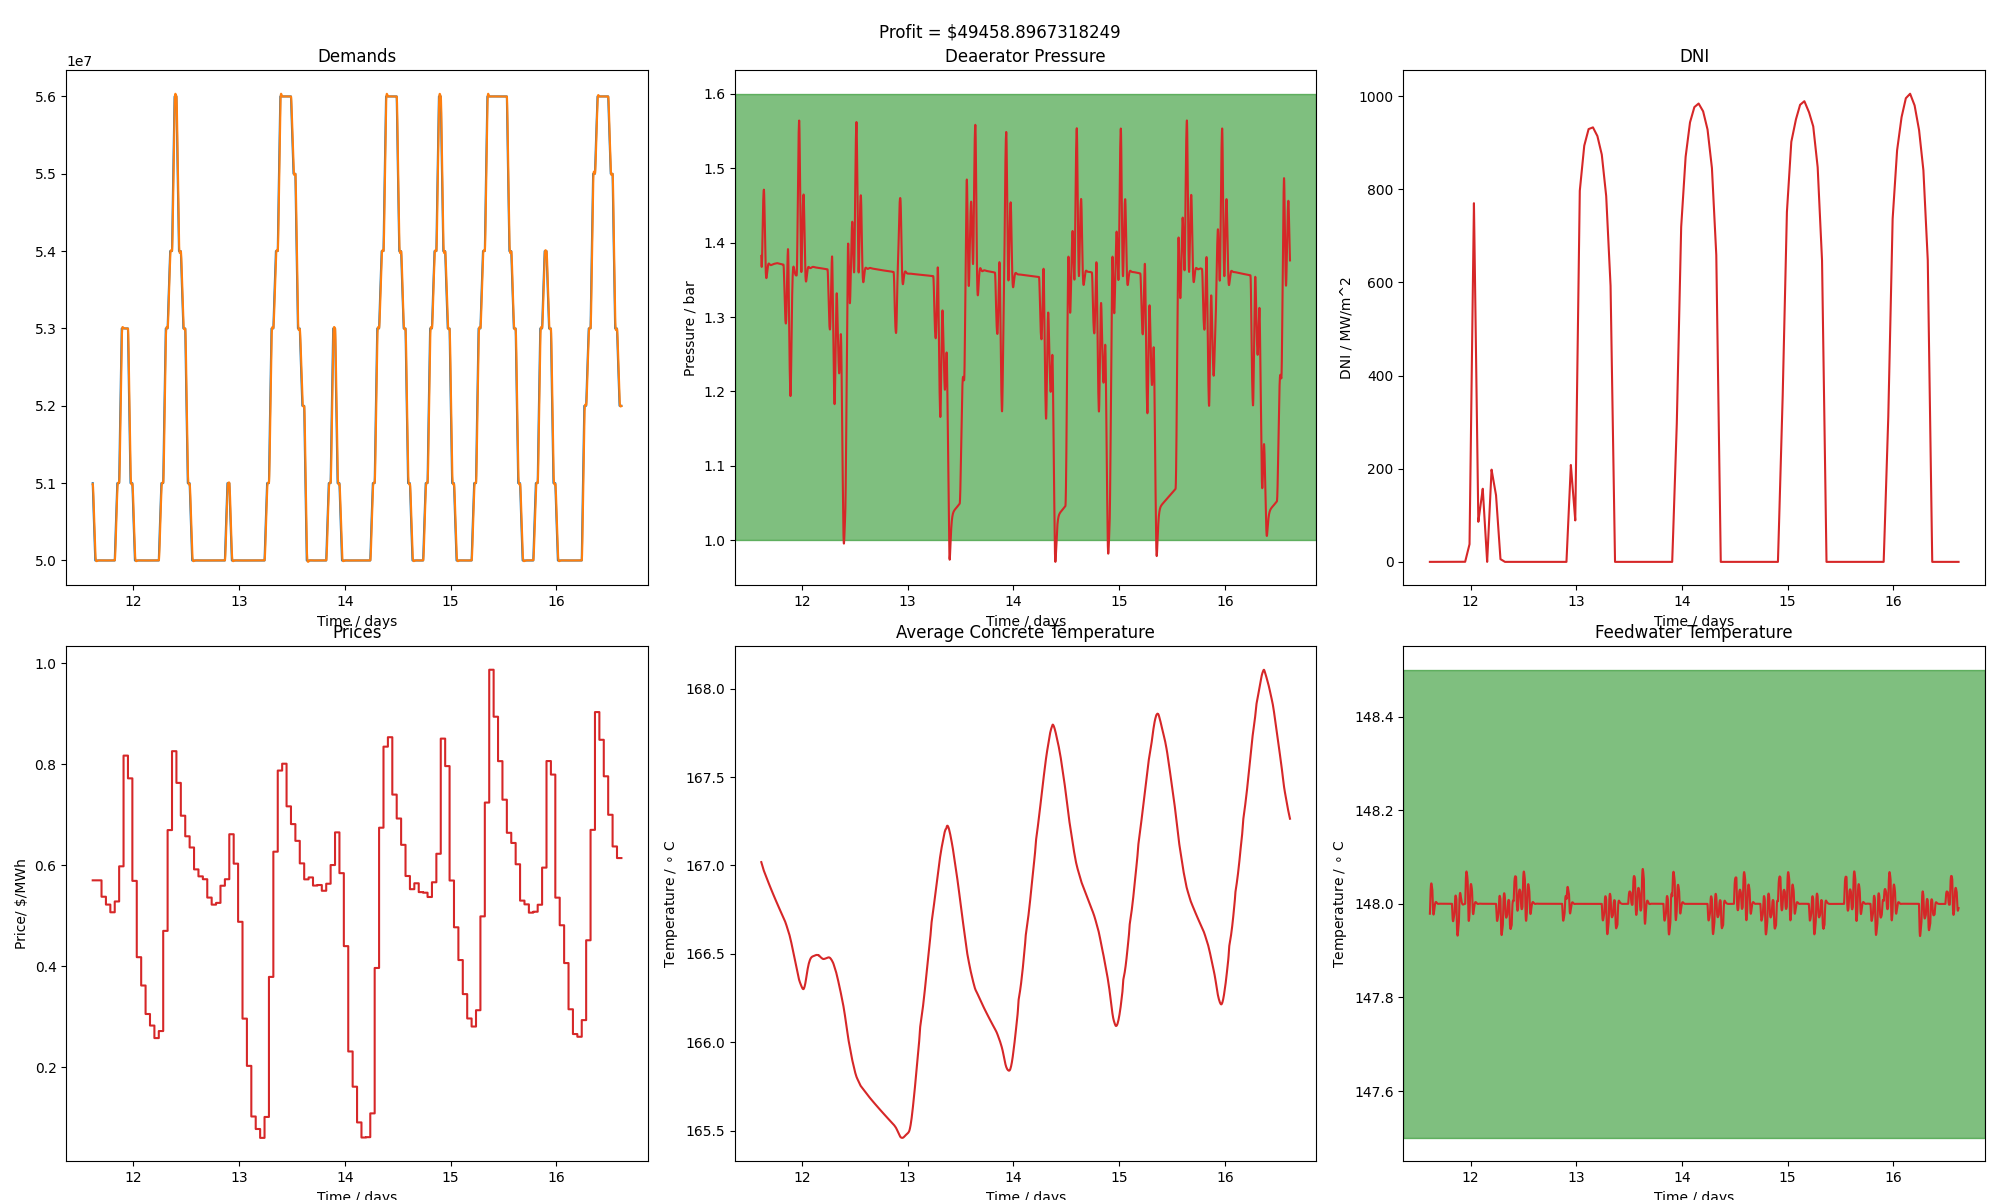 Profit = $49458.8967318249
Demands
1e7
5.6
5.5
5.4
5.3
5.2
5.1
5.0
12 13 14 15 16
Time / days
Deaerator Pressure
Pressure / bar
1.6
1.5
1.4
1.3
1.2
1.1
1.0
12 13 14 15 16
Time / days
DNI
DNI / MW/m^2
1000
800
600
400
200
0
12 13 14 15 16
Time / days
Prices
Price/ $/MWh
1.0
0.8
0.6
0.4
0.2
12 13 14 15 16
Time / days
Average Concrete Temperature
Temperature / ∘ C
168.0
167.5
167.0
166.5
166.0
165.5
12 13 14 15 16
Time / days
Feedwater Temperature
Temperature / ∘ C
148.4
148.2
148.0
147.8
147.6
12 13 14 15 16
Time / days